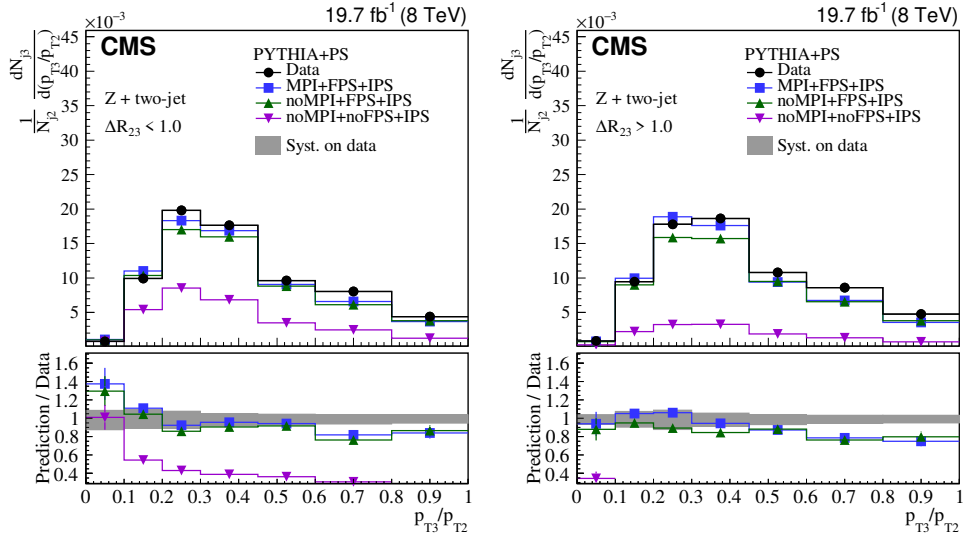 ×10⁻³ 19.7 fb⁻¹ (8 TeV)
1/N_j2 dN_j3/d(p_T3/p_T2)
45
40
35
30
25
20
15
10
5
CMS
Z + two-jet
ΔR₂₃ < 1.0
PYTHIA+PS
Data
MPI+FPS+IPS
noMPI+FPS+IPS
noMPI+noFPS+IPS
Syst. on data
Prediction / Data
1.6
1.4
1.2
1.0
0.8
0.6
0.4
0 0.1 0.2 0.3 0.4 0.5 0.6 0.7 0.8 0.9 1
p_T3/p_T2
×10⁻³ 19.7 fb⁻¹ (8 TeV)
1/N_j2 dN_j3/d(p_T3/p_T2)
45
40
35
30
25
20
15
10
5
CMS
Z + two-jet
ΔR₂₃ > 1.0
PYTHIA+PS
Data
MPI+FPS+IPS
noMPI+FPS+IPS
noMPI+noFPS+IPS
Syst. on data
Prediction / Data
1.6
1.4
1.2
1.0
0.8
0.6
0.4
0 0.1 0.2 0.3 0.4 0.5 0.6 0.7 0.8 0.9 1
p_T3/p_T2